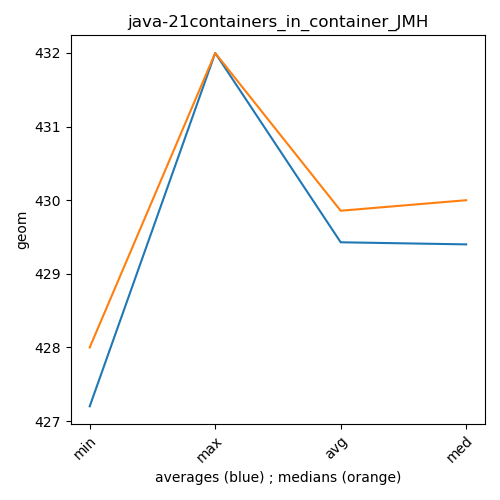 java-21containers_in_container_JMH
432
431
430
429
428
427
geom
min
max
avg
med
averages (blue) ; medians (orange)